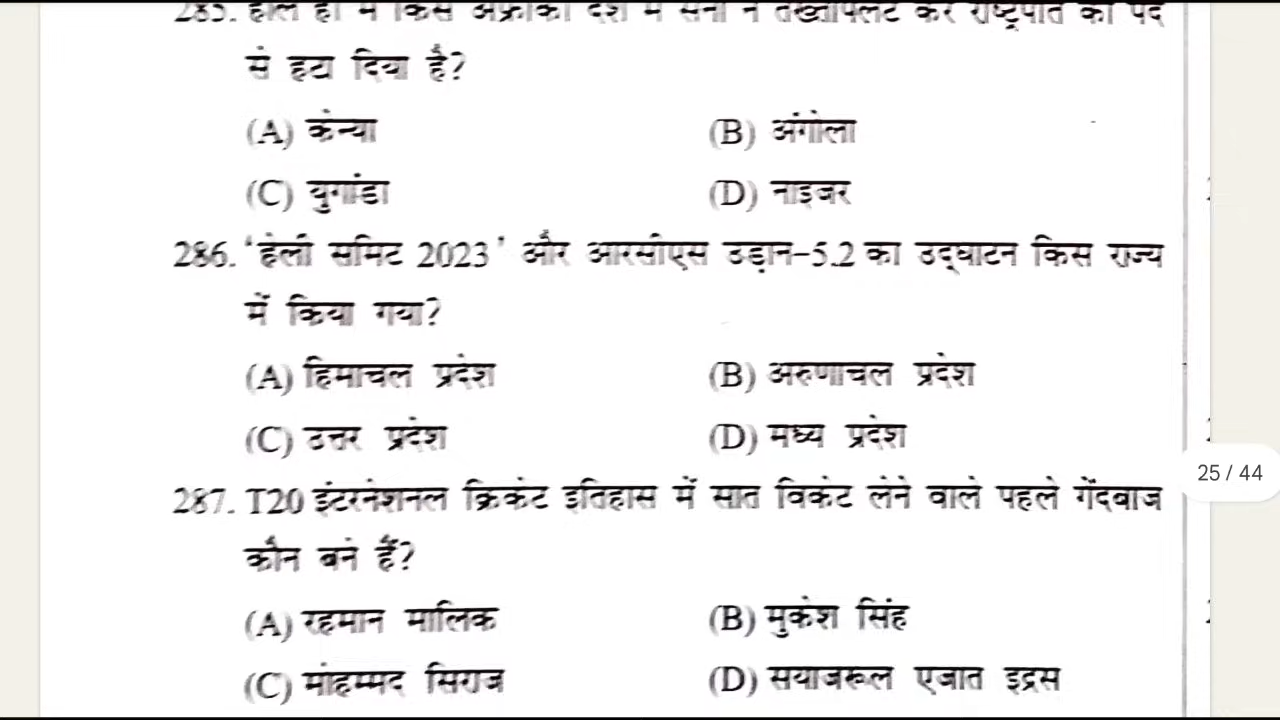 285. हाल ही में किस अफ्रीकी देश में सेना ने तख्तापलट कर राष्ट्रपति को पद
से हटा दिया है?
(A) केन्या (B) अंगोला
(C) युगांडा (D) नाइजर
286. 'हेली समिट 2023' और आरसीएस उड़ान-5.2 का उद्घाटन किस राज्य
में किया गया?
(A) हिमाचल प्रदेश (B) अरुणाचल प्रदेश
(C) उत्तर प्रदेश (D) मध्य प्रदेश
25 / 44
287. T20 इंटरनेशनल क्रिकेट इतिहास में सात विकेट लेने वाले पहले गेंदबाज
कौन बने हैं?
(A) रहमान मालिक (B) मुकेश सिंह
(C) मोहम्मद सिराज (D) सयाजरूल एजात इद्रस